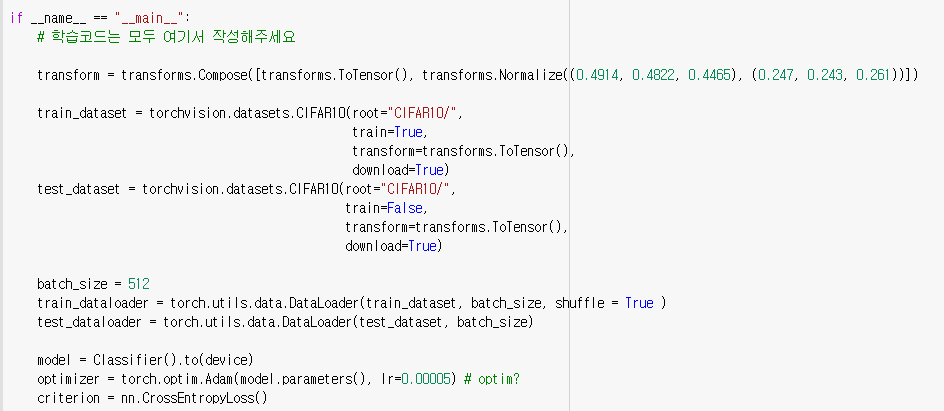 if __name__ == "__main__":
# 학습코드는 모두 여기서 작성해주세요
transform = transforms.Compose([transforms.ToTensor(), transforms.Normalize((0.4914, 0.4822, 0.4465), (0.247, 0.243, 0.261))])
train_dataset = torchvision.datasets.CIFAR10(root="CIFAR10/",
train=True,
transform=transforms.ToTensor(),
download=True)
test_dataset = torchvision.datasets.CIFAR10(root="CIFAR10/",
train=False,
transform=transforms.ToTensor(),
download=True)
batch_size = 512
train_dataloader = torch.utils.data.DataLoader(train_dataset, batch_size, shuffle = True )
test_dataloader = torch.utils.data.DataLoader(test_dataset, batch_size)
model = Classifier().to(device)
optimizer = torch.optim.Adam(model.parameters(), lr=0.00005) # optim?
criterion = nn.CrossEntropyLoss()